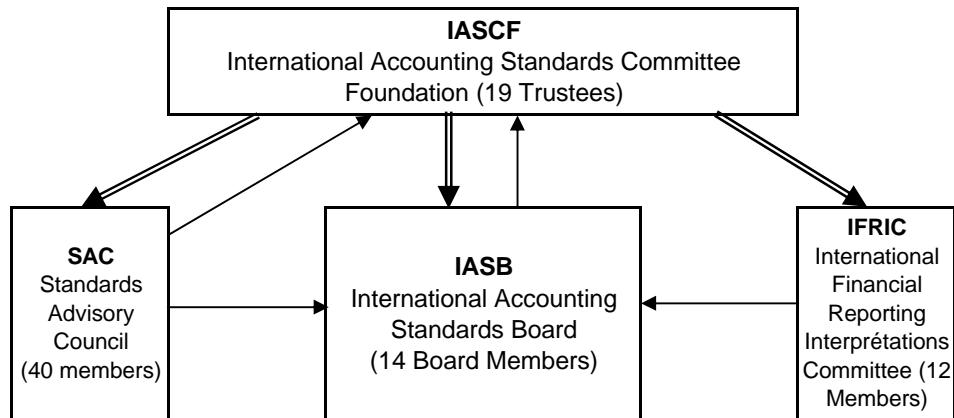 IASCF
International Accounting Standards Committee
Foundation (19 Trustees)
SAC
Standards
Advisory
Council
(40 members)
IASB
International Accounting
Standards Board
(14 Board Members)
IFRIC
International
Financial
Reporting
Interprétations
Committee (12
Members)